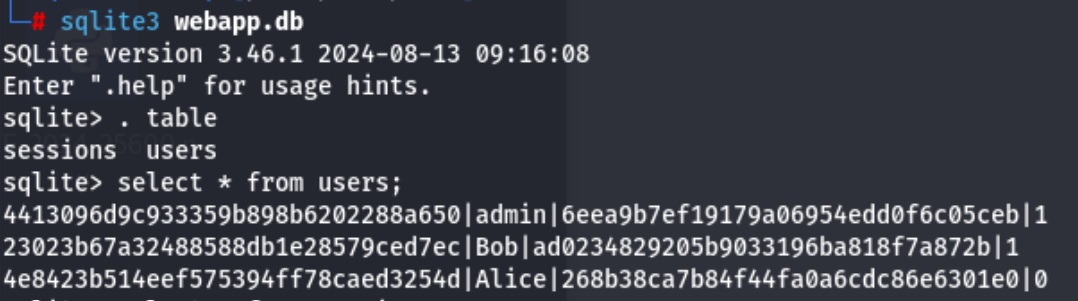 └─# sqlite3 webapp.db
SQLite version 3.46.1 2024-08-13 09:16:08
Enter ".help" for usage hints.
sqlite> . table
sessions  users
sqlite> select * from users;
4413096d9c933359b898b6202288a650|admin|6eea9b7ef19179a06954edd0f6c05ceb|1
23023b67a32488588db1e28579ced7ec|Bob|ad0234829205b9033196ba818f7a872b|1
4e8423b514eef575394ff78caed3254d|Alice|268b38ca7b84f44fa0a6cdc86e6301e0|0